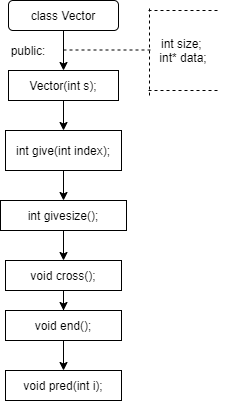 class Vector
public:
int size;
int* data;
Vector(int s);
int give(int index);
int givesize();
void cross();
void end();
void pred(int i);